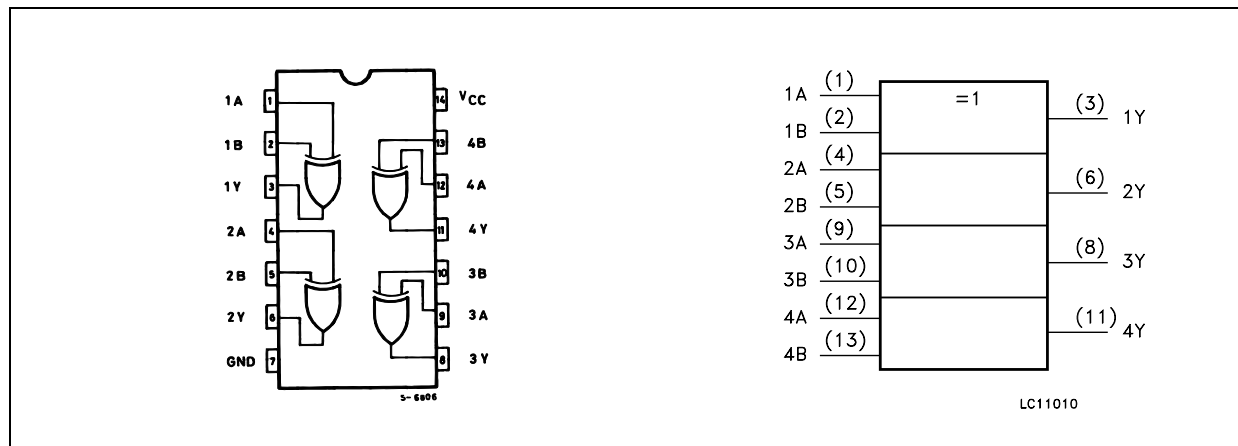 1A 1 14 VCC
1B 2 13 4B
1Y 3 12 4A
2A 4 11 4Y
2B 5 10 3B
2Y 6 9 3A
GND 7 8 3Y
S-6806
=1
1A (1)
1B (2)
2A (4)
2B (5)
3A (9)
3B (10)
4A (12)
4B (13)
(3) 1Y
(6) 2Y
(8) 3Y
(11) 4Y
LC11010